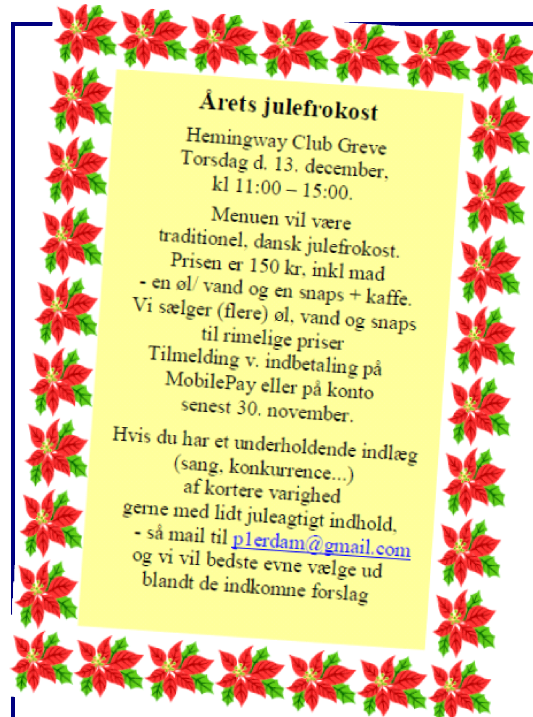 Årets julefrokost
Hemingway Club Greve
Torsdag d. 13. december,
kl 11:00 – 15:00.
Menuen vil være
traditionel, dansk julefrokost.
Prisen er 150 kr, inkl mad
- en øl/ vand og en snaps + kaffe.
Vi sælger (flere) øl, vand og snaps
til rimelige priser
Tilmelding v. indbetaling på
MobilePay eller på konto
senest 30. november.
Hvis du har et underholdende indlæg
(sang, konkurrence...)
af kortere varighed
gerne med lidt juleagtigt indhold,
- så mail til p1erdam@gmail.com
og vi vil bedste evne vælge ud
blandt de indkomne forslag